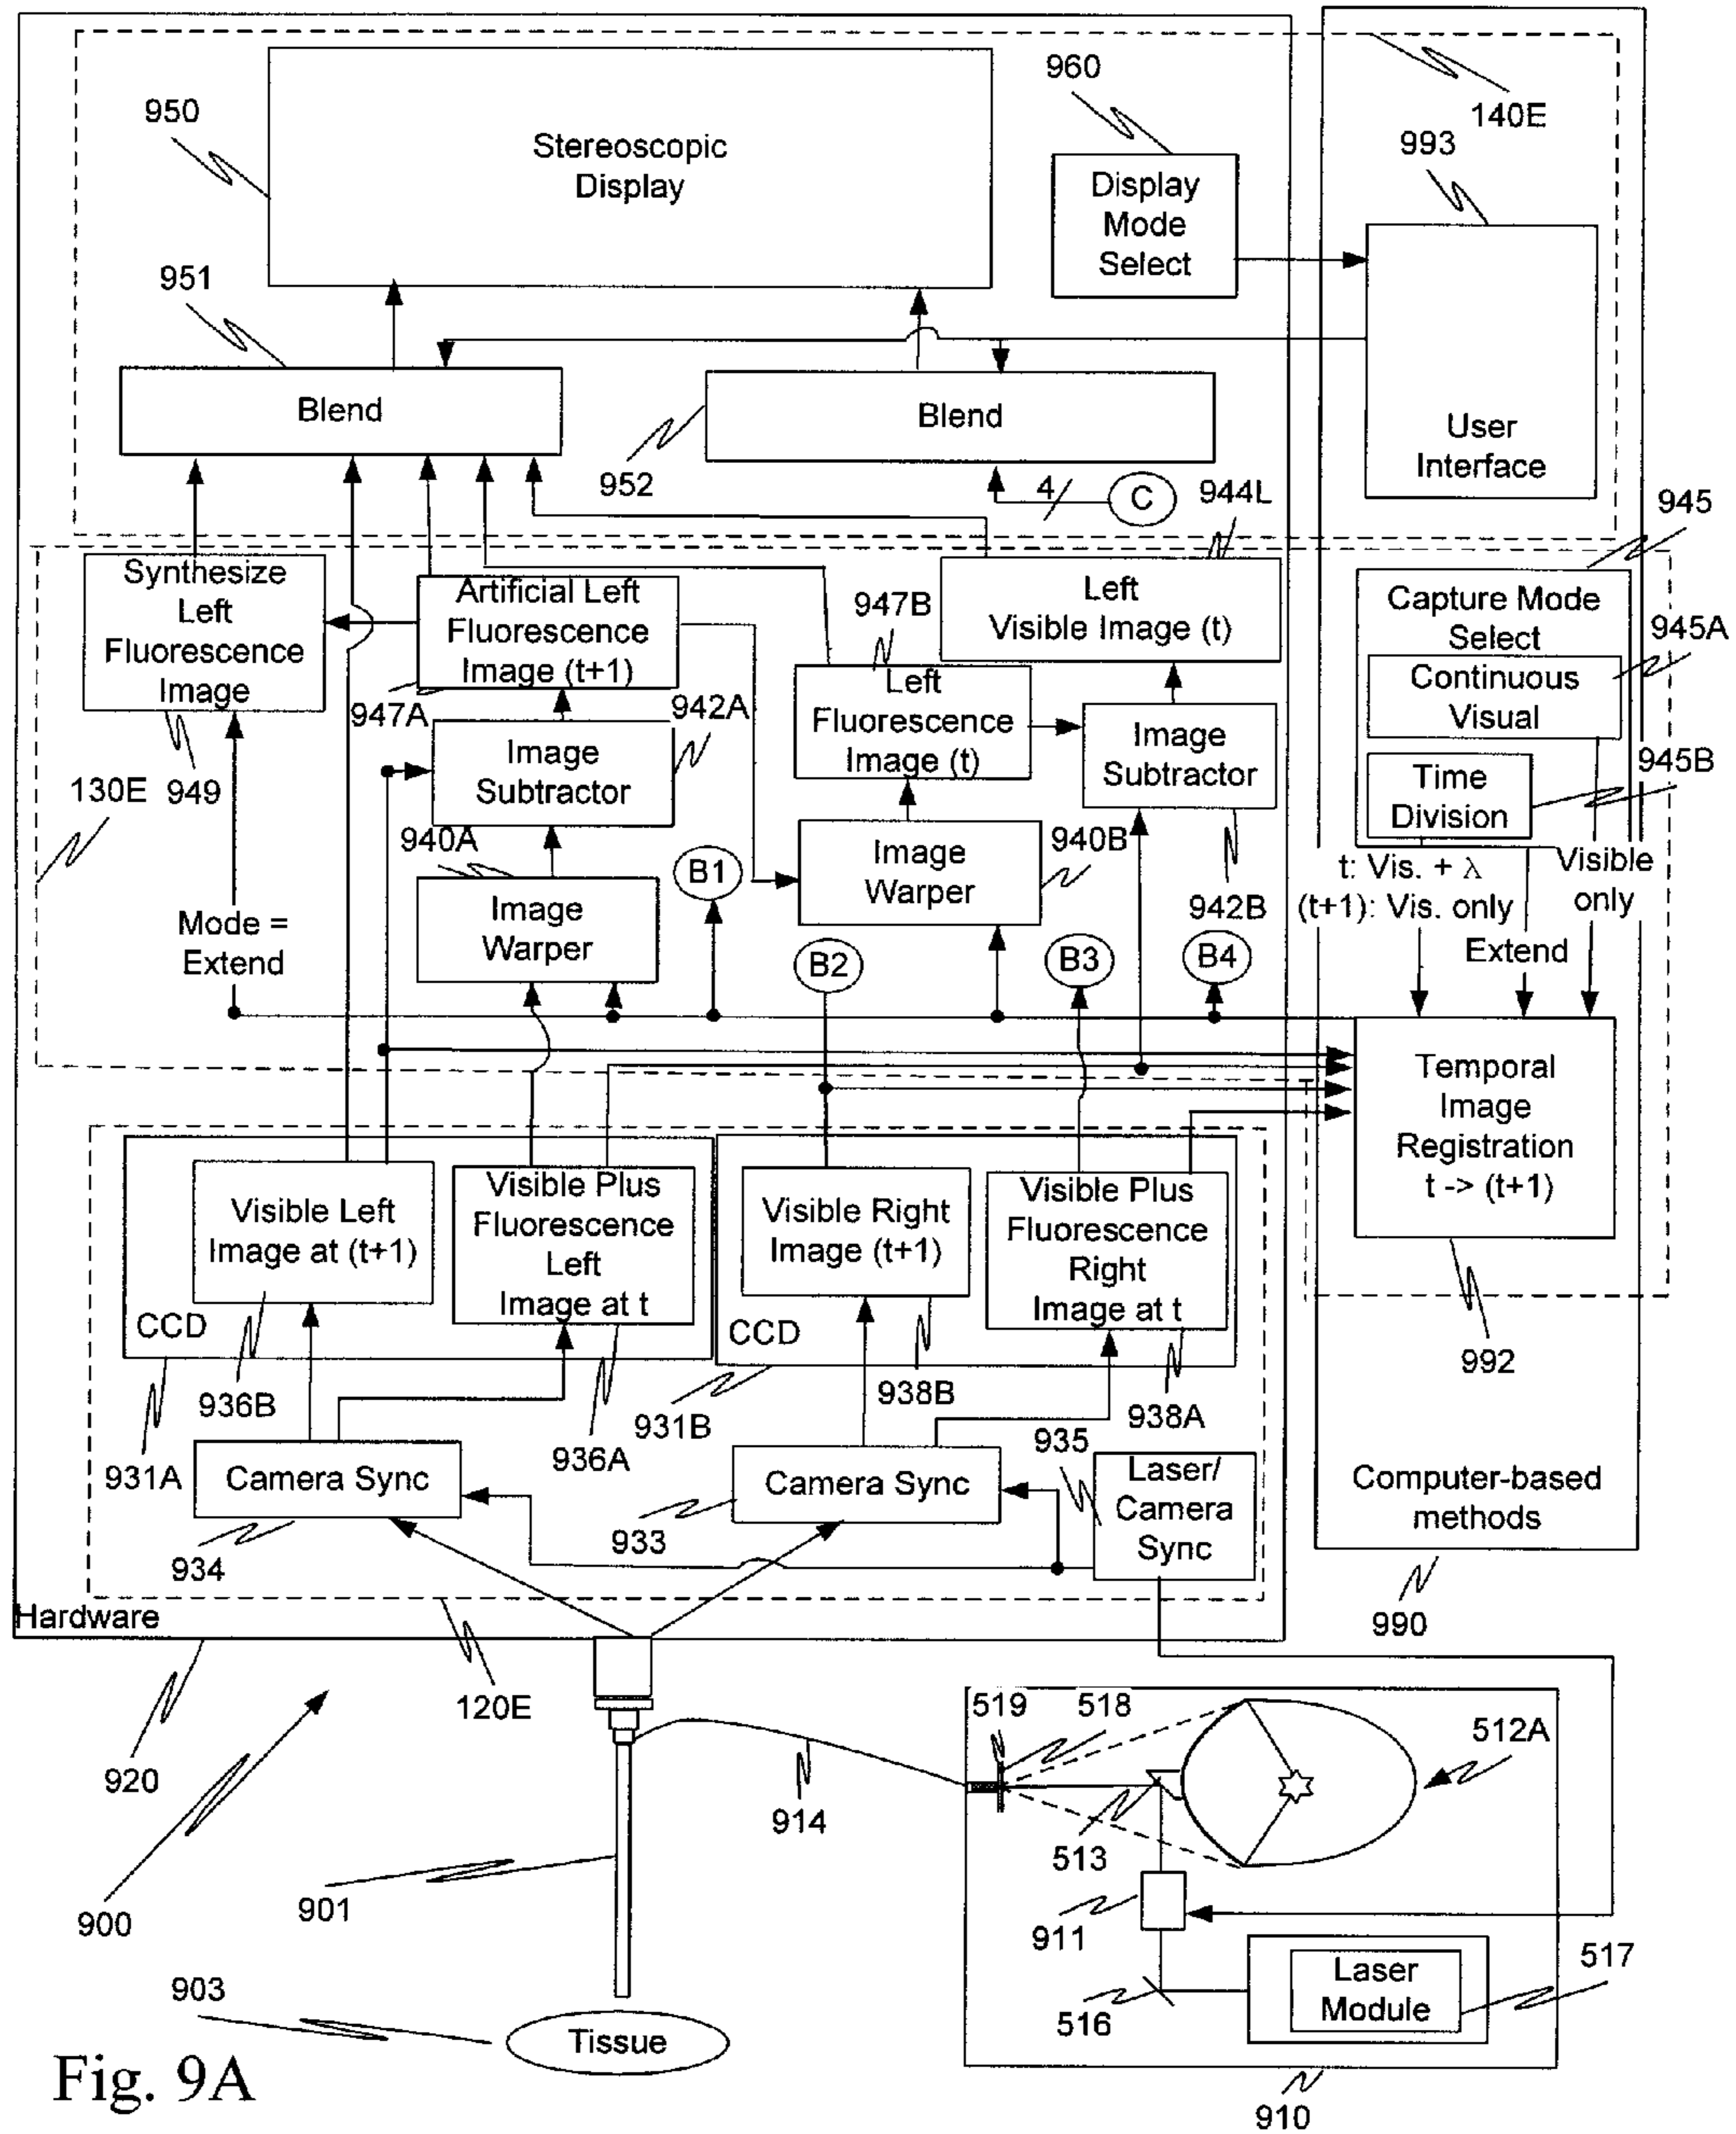 960
140E
950
Stereoscopic
Display
993
Display
Mode
Select
951
Blend
Blend
User
Interface
952
4
C
944L
945
Synthesize
Left
Fluorescence
Image
Artificial Left
Fluorescence
Image (t+1)
947B
Left
Visible Image (t)
Capture Mode
Select
945A
Continuous
Visual
947A
942A
Left
Fluorescence
Image (t)
Image
Subtractor
Image
Subtractor
945B
Time
Division
130E
949
940A
B1
Image
Warper
940B
942B
t: Vis. + λ
(t+1): Vis. only
Visible
only
Extend
Mode =
Extend
Image
Warper
B2
B3
B4
Temporal
Image
Registration
t -> (t+1)
Visible Left
Image at (t+1)
Visible Plus
Fluorescence
Left
Image at t
Visible Right
Image (t+1)
Visible Plus
Fluorescence
Right
Image at t
CCD
CCD
992
936B
938B
931B
938A
931A
936A
935
Camera Sync
Camera Sync
Laser/
Camera
Sync
Computer-based
methods
934
933
990
Hardware
120E
519
518
512A
920
914
513
901
911
900
517
Laser
Module
516
903
Tissue
Fig. 9A
910